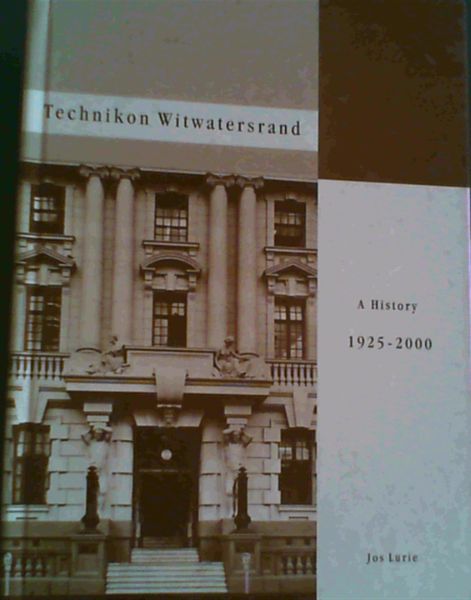 Technikon Witwatersrand
A History
1925-2000
Jos Lurie